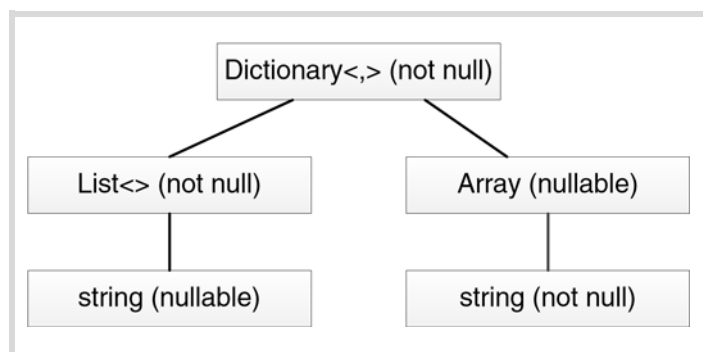 Dictionary<,> (not null)
List<> (not null)
Array (nullable)
string (nullable)
string (not null)